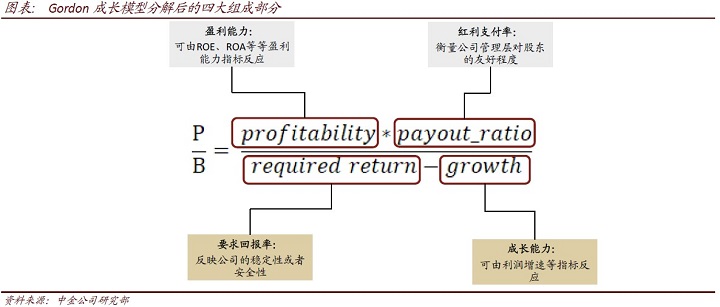 图表： Gordon 成长模型分解后的四大组成部分
盈利能力：
可由ROE、ROA等等盈利
能力指标反应
红利支付率：
衡量公司管理层对股东
的友好程度
P
B
=
profitability * payout_ratio
required return − growth
要求回报率：
反映公司的稳定性或者
安全性
成长能力：
可由利润增速等指标反
应
资料来源：中金公司研究部